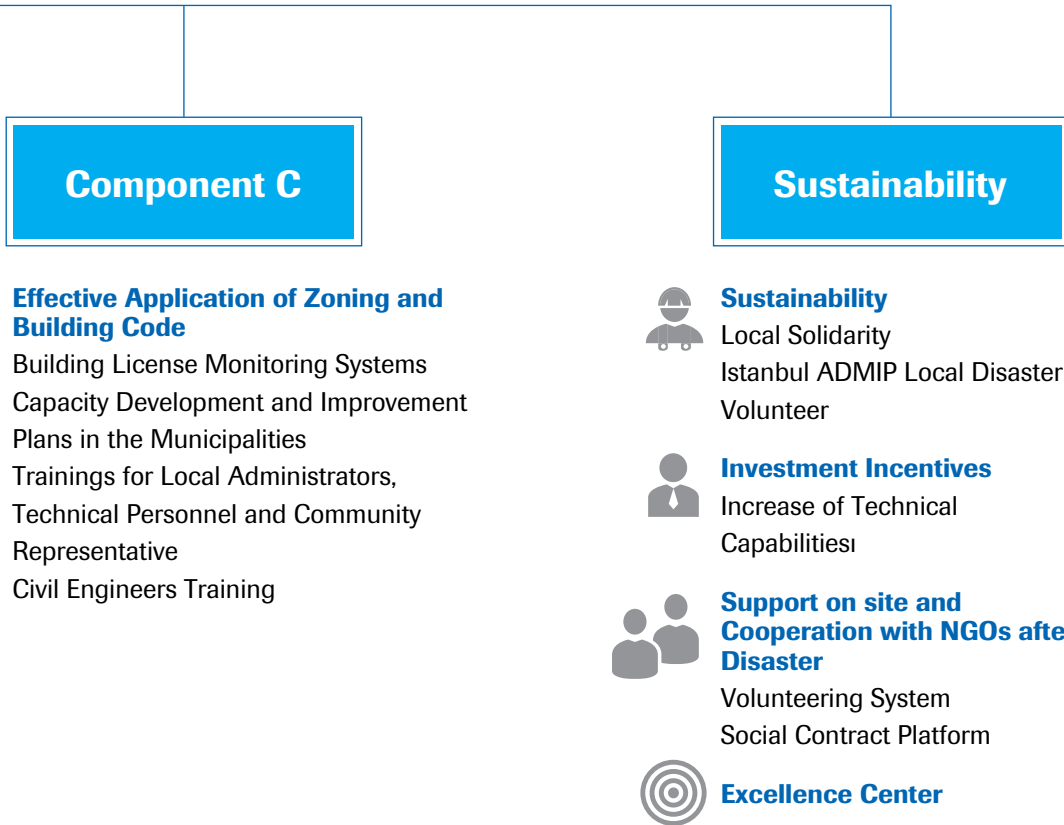 Component C
Effective Application of Zoning and
Building Code
Building License Monitoring Systems
Capacity Development and Improvement
Plans in the Municipalities
Trainings for Local Administrators,
Technical Personnel and Community
Representative
Civil Engineers Training
Sustainability
Sustainability
Local Solidarity
Istanbul ADMIP Local Disaster
Volunteer
Investment Incentives
Increase of Technical
Capabilitiesı
Support on site and
Cooperation with NGOs afte
Disaster
Volunteering System
Social Contract Platform
Excellence Center